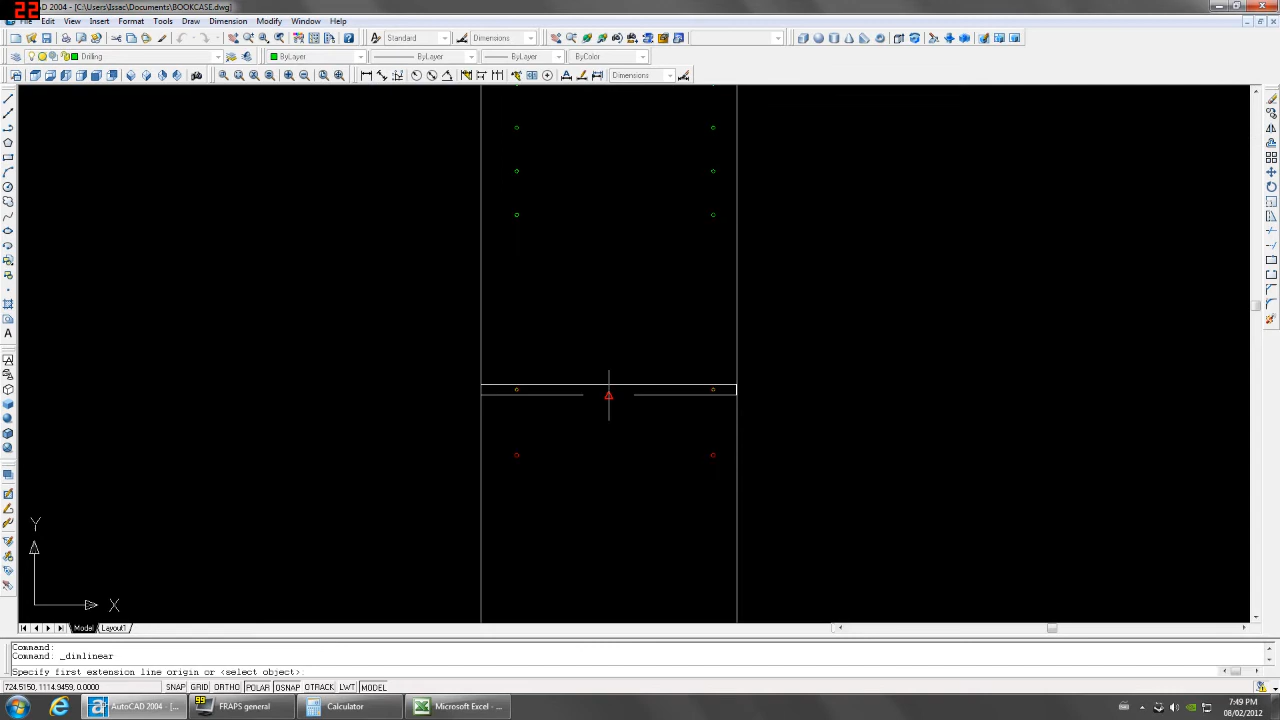 22
D 2004 - [C:\Users\Issac\Documents\BOOKCASE.dwg]
File Edit View Insert Format Tools Draw Dimension Modify Window Help
Standard Dimensions
Drilling ByLayer ByLayer ByLayer ByColor
Dimensions
A
Y
X
Model Layout1
Command:
Command: _dimlinear
Specify first extension line origin or <select object>:
724.5150, 1114.9459, 0.0000 SNAP GRID ORTHO POLAR OSNAP OTRACK LWT MODEL
AutoCAD 2004 - [... 99 FRAPS general Calculator Microsoft Excel - ... 7:49 PM
08/02/2012